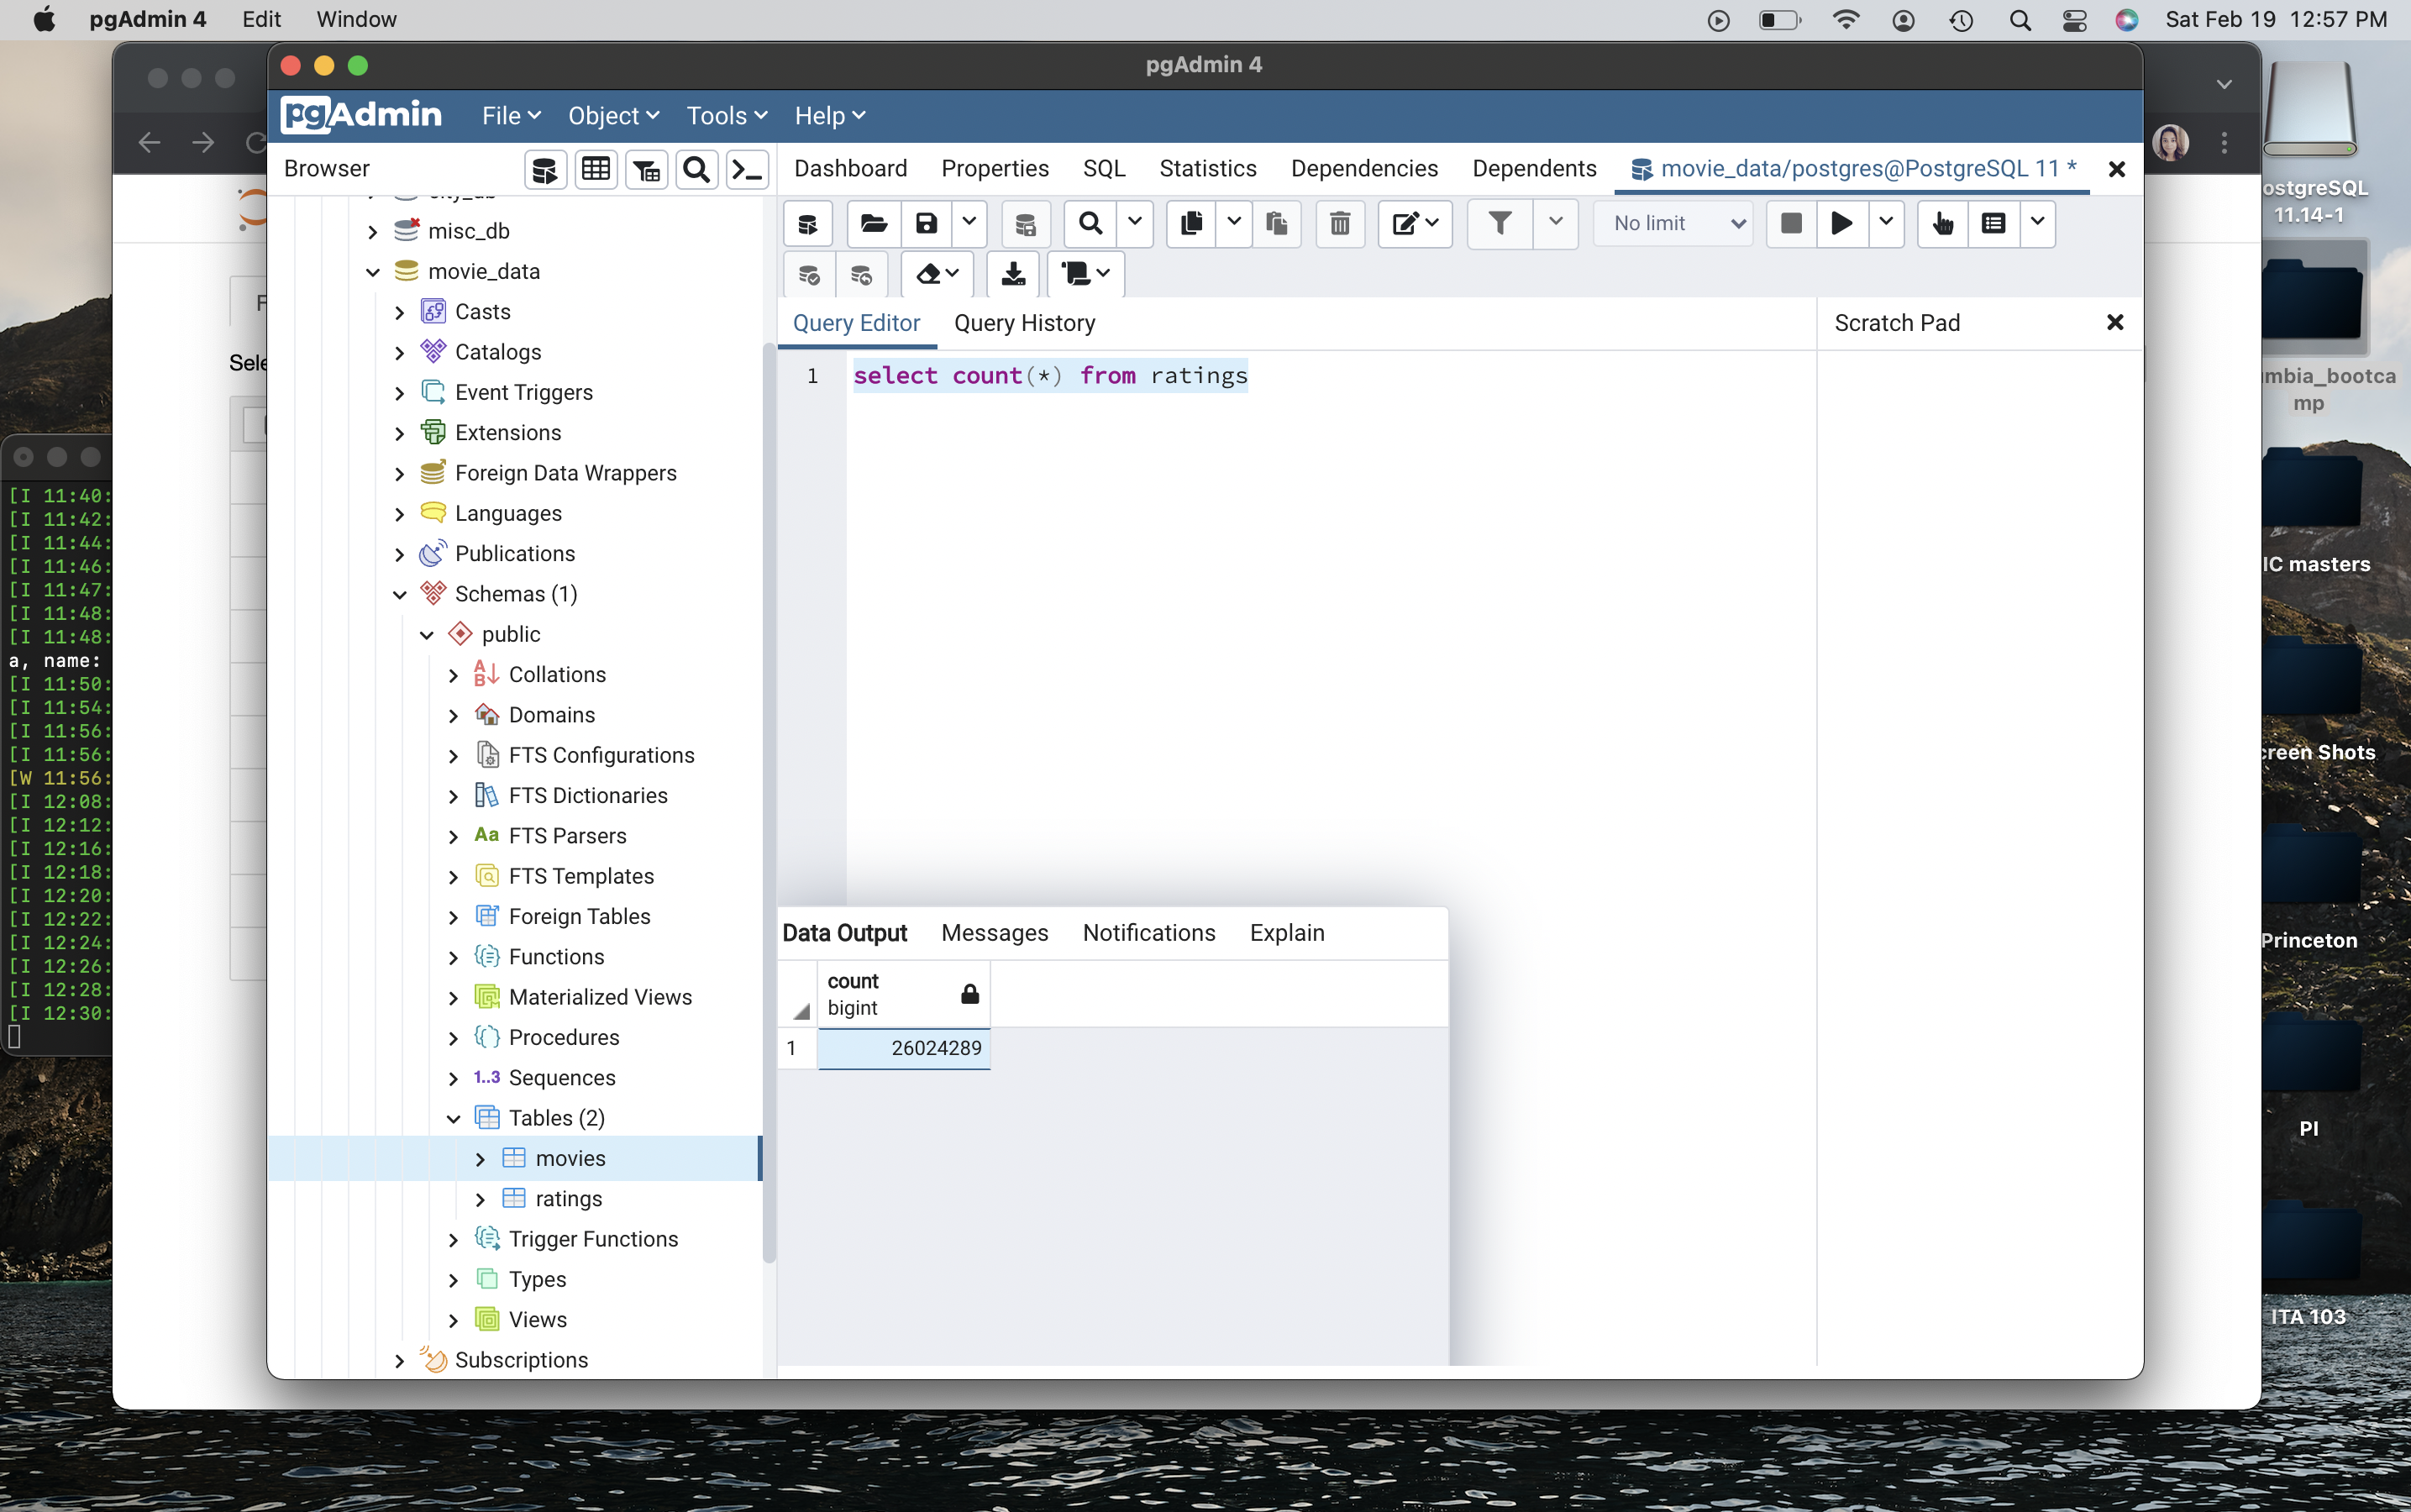 pgAdmin 4 Edit Window Sat Feb 19 12:57 PM
pgAdmin 4
pgAdmin File Object Tools Help
Browser
Dashboard Properties SQL Statistics Dependencies Dependents movie_data/postgres@PostgreSQL 11 *
No limit
Query Editor Query History
Scratch Pad
1 select count(*) from ratings
misc_db
movie_data
Casts
Catalogs
Event Triggers
Extensions
Foreign Data Wrappers
Languages
Publications
Schemas (1)
public
Collations
Domains
FTS Configurations
FTS Dictionaries
Aa FTS Parsers
FTS Templates
Foreign Tables
Functions
Materialized Views
Procedures
1..3 Sequences
Tables (2)
movies
ratings
Trigger Functions
Types
Views
Subscriptions
Data Output Messages Notifications Explain
count
bigint
1 26024289
Sele
[I 11:40:
[I 11:42:
[I 11:44:
[I 11:46:
[I 11:47:
[I 11:48:
[I 11:48:
a, name:
[I 11:50:
[I 11:54:
[I 11:56:
[I 11:56:
[W 11:56:
[I 12:08:
[I 12:12:
[I 12:16:
[I 12:18:
[I 12:20:
[I 12:22:
[I 12:24:
[I 12:26:
[I 12:28:
[I 12:30:
ostgreSQL
11.14-1
mbia_bootca
mp
IC masters
creen Shots
Princeton
PI
ITA 103